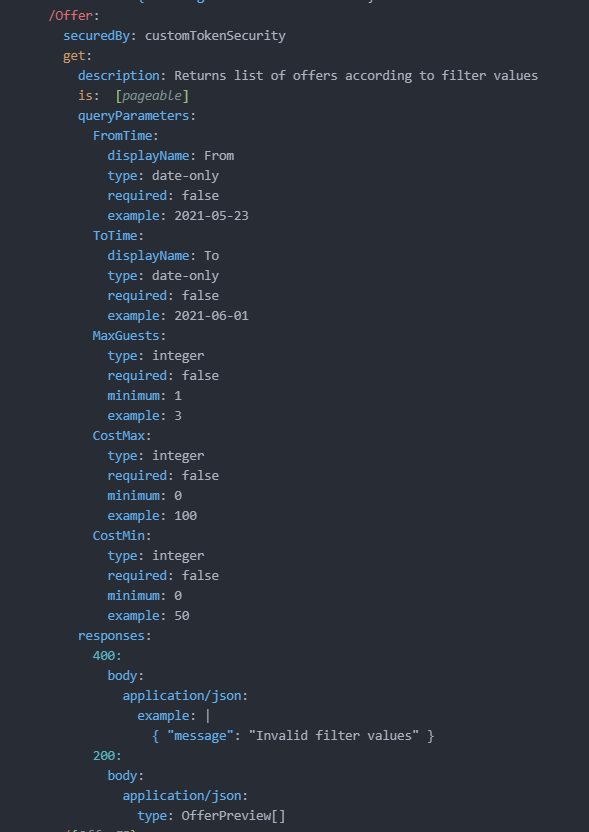 /Offer:
  securedBy: customTokenSecurity
  get:
    description: Returns list of offers according to filter values
    is:  [pageable]
    queryParameters:
      FromTime:
        displayName: From
        type: date-only
        required: false
        example: 2021-05-23
      ToTime:
        displayName: To
        type: date-only
        required: false
        example: 2021-06-01
      MaxGuests:
        type: integer
        required: false
        minimum: 1
        example: 3
      CostMax:
        type: integer
        required: false
        minimum: 0
        example: 100
      CostMin:
        type: integer
        required: false
        minimum: 0
        example: 50
    responses:
      400:
        body:
          application/json:
            example: |
              { "message": "Invalid filter values" }
      200:
        body:
          application/json:
            type: OfferPreview[]